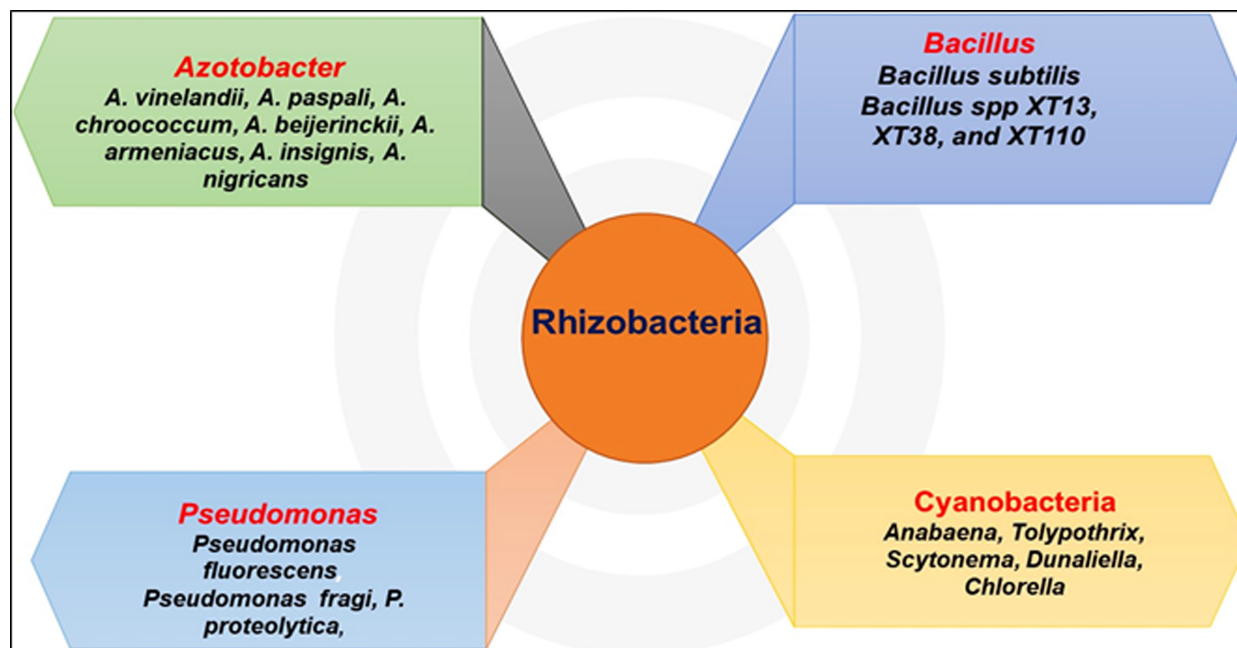 Azotobacter
A. vinelandii, A. paspali, A.
chroococcum, A. beijerinckii, A.
armeniacus, A. insignis, A.
nigricans
Bacillus
Bacillus subtilis
Bacillus spp XT13,
XT38, and XT110
Rhizobacteria
Pseudomonas
Pseudomonas
fluorescens,
Pseudomonas fragi, P.
proteolytica,
Cyanobacteria
Anabaena, Tolypothrix,
Scytonema, Dunaliella,
Chlorella